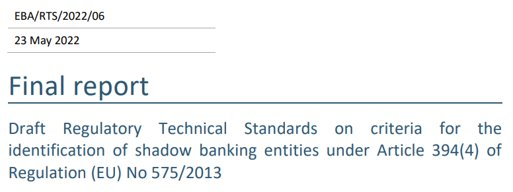 EBA/RTS/2022/06
23 May 2022
Final report
Draft Regulatory Technical Standards on criteria for the
identification of shadow banking entities under Article 394(4) of
Regulation (EU) No 575/2013